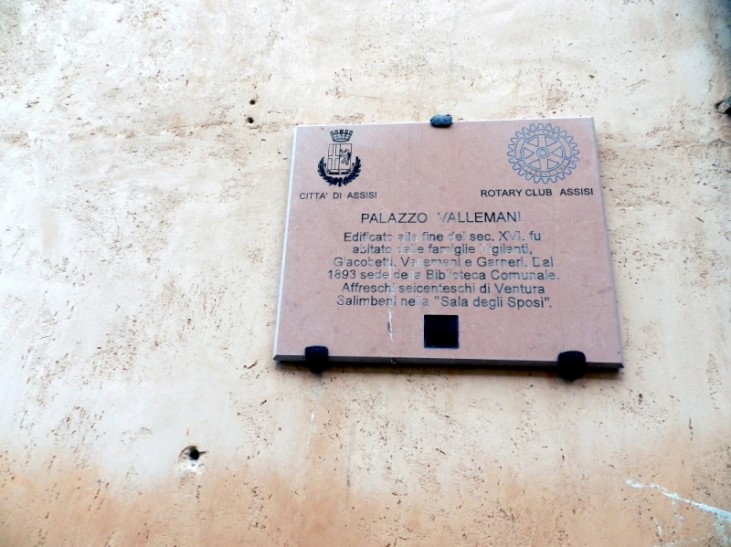 CITTA' DI ASSISI
ROTARY CLUB ASSISI
PALAZZO VALLEMANI
Edificato alla fine del sec. XVI, fu
abitato dalle famiglie Vigilanti,
Giacobetti, Vallemani e Garneri. Dal
1893 sede della Biblioteca Comunale.
Affreschi seicenteschi di Ventura
Salimbeni nella "Sala degli Sposi".